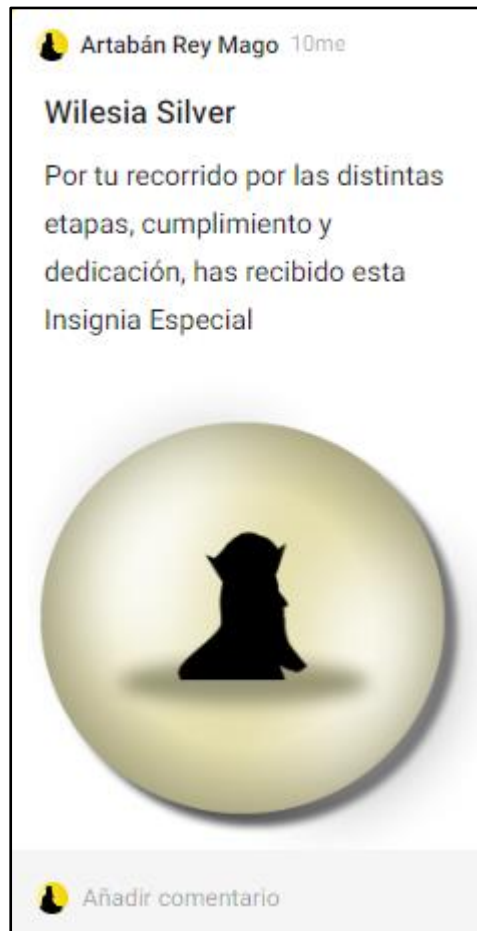 Artabán Rey Mago 10me
Wilesia Silver
Por tu recorrido por las distintas
etapas, cumplimiento y
dedicación, has recibido esta
Insignia Especial
Añadir comentario